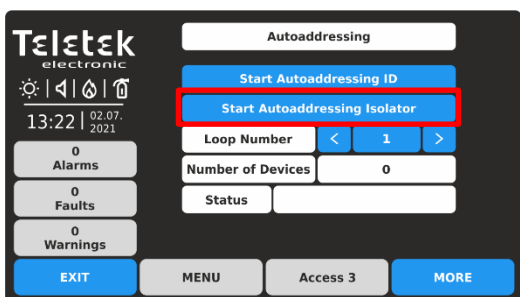 Teletek
electronic
13:22 02.07.
2021
0
Alarms
0
Faults
0
Warnings
Autoaddressing
Start Autoaddressing ID
Start Autoaddressing Isolator
Loop Number < 1 >
Number of Devices 0
Status
EXIT MENU Access 3 MORE